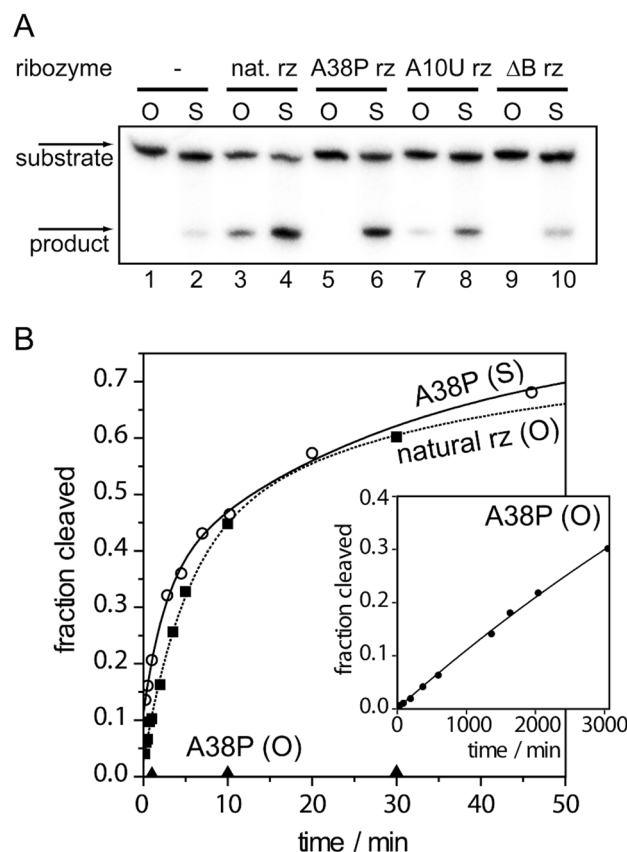 A
ribozyme - nat. rz A38P rz A10U rz ΔB rz
O S O S O S O S O S
substrate
product
1 2 3 4 5 6 7 8 9 10
B
fraction cleaved
0.7
0.6
0.5
0.4
0.3
0.2
0.1
0.0
A38P (S)
natural rz (O)
A38P (O)
0 10 20 30 40 50
time / min
A38P (O)
fraction cleaved
0.4
0.3
0.2
0.1
0.0
0 1000 2000 3000
time / min